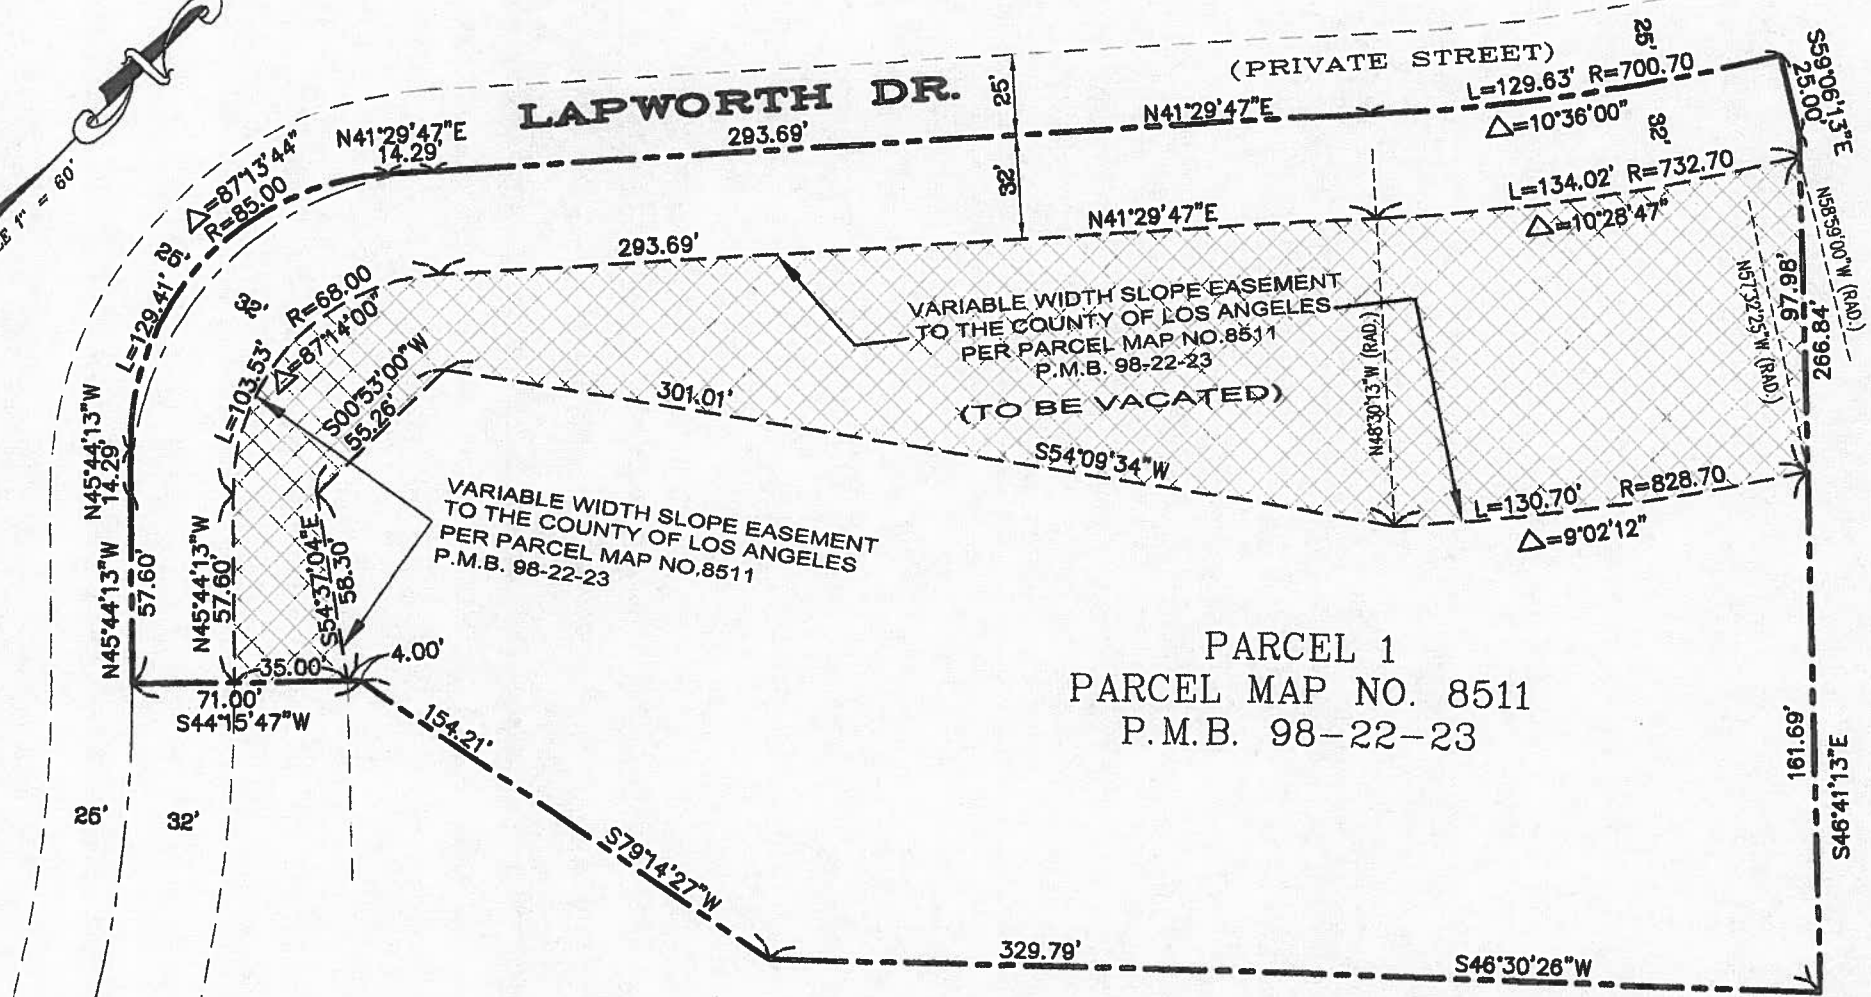 LAPWORTH DR.
(PRIVATE STREET)
1" = 60'
N41°29'47"E
14.29'
293.69'
25'
32'
N41°29'47"E
25'
L=129.63' R=700.70
△=10°36'00"
32'
S59°06'13"E
25.00'
△=87°13'44"
R=85.00
L=129.41'
32'
R=68.00
△=87°14'00"
L=103.53'
293.69'
N41°29'47"E
L=134.02' R=732.70
△=10°28'47"
N58°59'00"W (RAD.)
N57°32'25"W (RAD)
97.98'
266.84'
VARIABLE WIDTH SLOPE EASEMENT
TO THE COUNTY OF LOS ANGELES
PER PARCEL MAP NO.8511
P.M.B. 98-22-23
(TO BE VACATED)
N48°30'13"W (RAD.)
S00°53'00"W
55.26'
301.01'
S54°09'34"W
L=130.70' R=828.70
△=9°02'12"
N45°44'13"W
14.29'
N45°44'13"W
57.60'
N45°44'13"W
57.60'
S54°37'04"E
58.30
VARIABLE WIDTH SLOPE EASEMENT
TO THE COUNTY OF LOS ANGELES
PER PARCEL MAP NO.8511
P.M.B. 98-22-23
4.00'
35.00'
71.00'
S44°15'47"W
PARCEL 1
PARCEL MAP NO. 8511
P.M.B. 98-22-23
154.21'
S79°14'27"W
161.69'
S46°41'13"E
32'
329.79'
S46°30'26"W